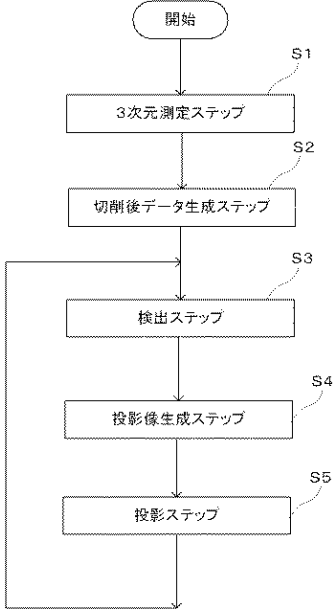 開始
S1
3次元測定ステップ
S2
切削後データ生成ステップ
S3
検出ステップ
S4
投影像生成ステップ
S5
投影ステップ